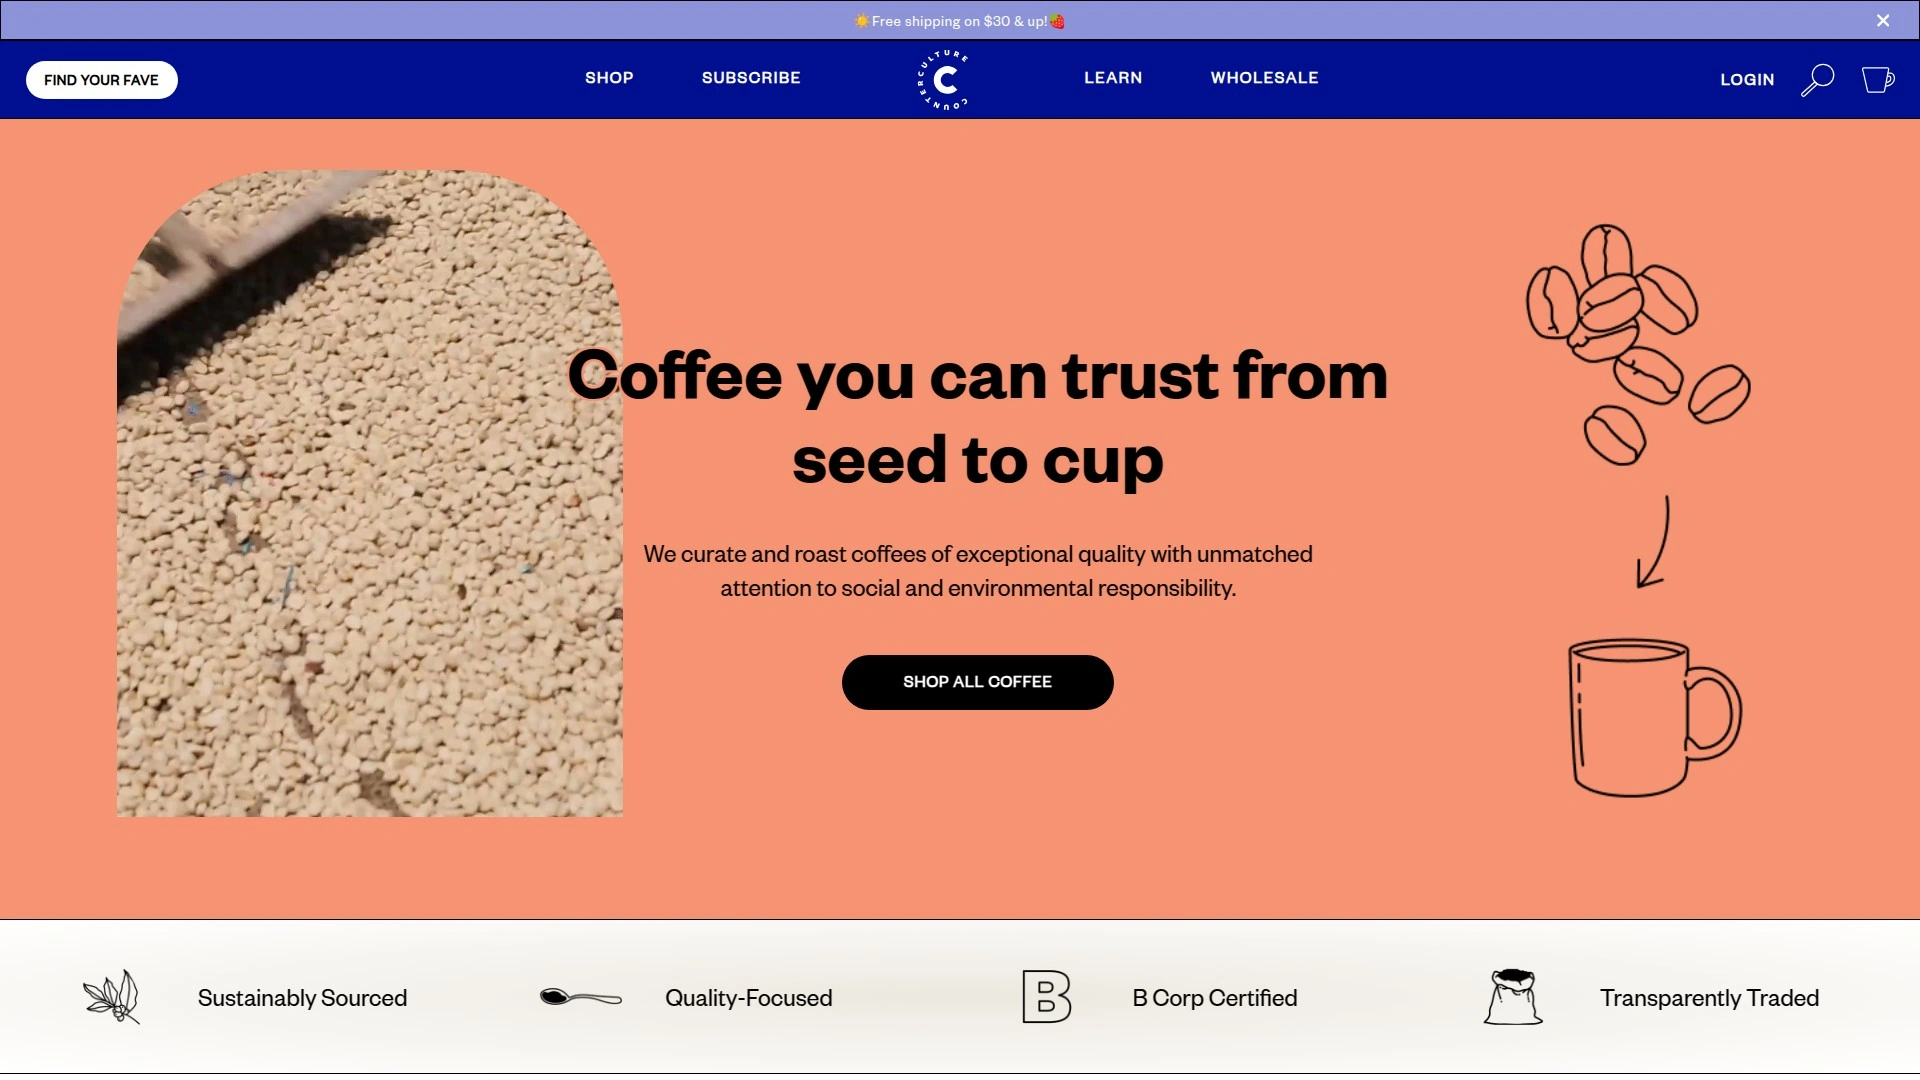 ☀️Free shipping on $30 & up!🍓
FIND YOUR FAVE
SHOP
SUBSCRIBE
COUNTER CULTURE
C
LEARN
WHOLESALE
LOGIN
Coffee you can trust from
seed to cup
We curate and roast coffees of exceptional quality with unmatched
attention to social and environmental responsibility.
SHOP ALL COFFEE
Sustainably Sourced
Quality-Focused
B
B Corp Certified
Transparently Traded